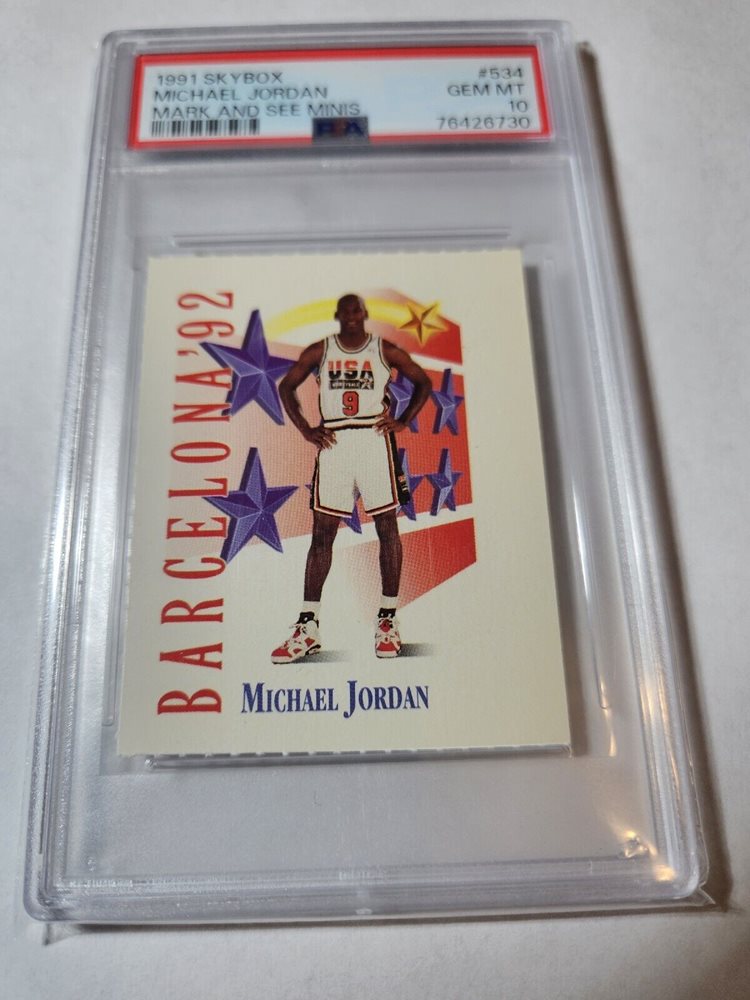 1991 SKYBOX #534
MICHAEL JORDAN GEM MT
MARK AND SEE MINIS 10
PSA 76426730
BARCELONA '92
USA
BASKETBALL
9
MICHAEL JORDAN